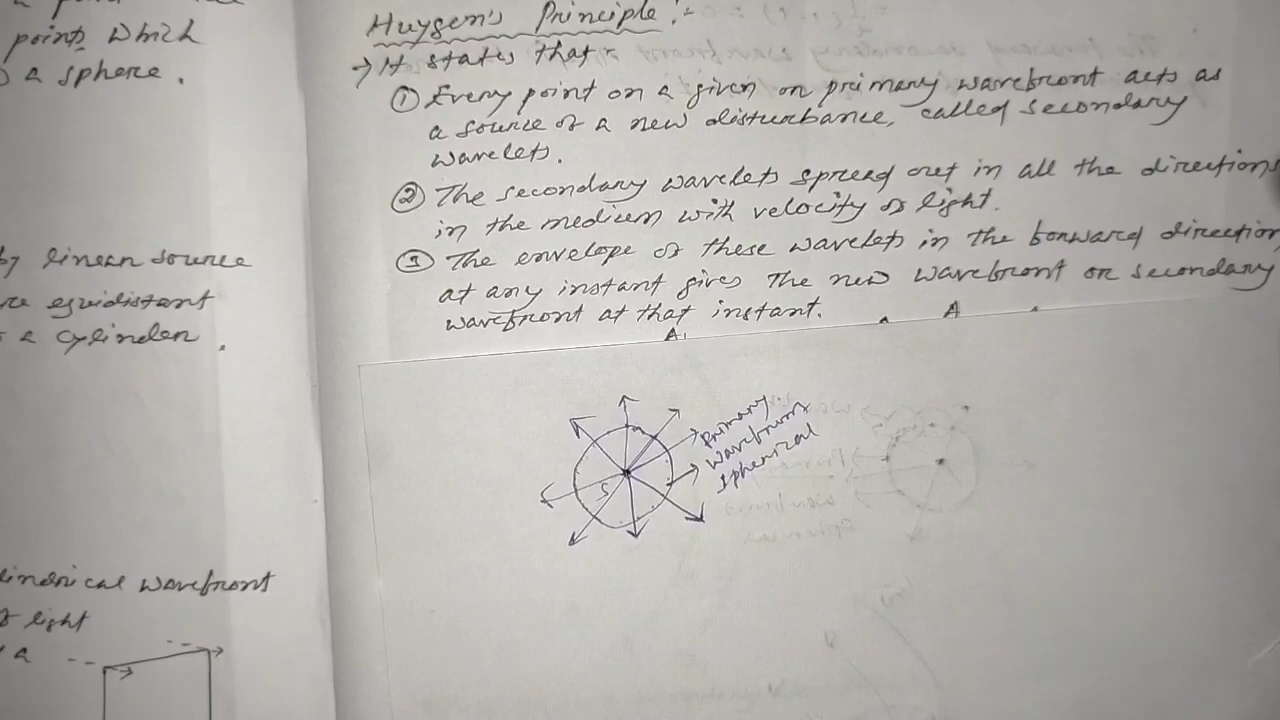 point, which
a sphere.
by linear source
equidistant
a cylinder.
lindrical wavefront
light
a
Huygen's Principle :-
→ It states that :-
① Every point on a given or primary wavefront acts as
a source of a new disturbance, called secondary
wavelets.
② The secondary wavelets spread out in all the directions
in the medium with velocity of light.
③ The envelope of these wavelets in the forward direction
at any instant gives the new wavefront or secondary
wavefront at that instant.
A₁
A
S
Primary
wavefront
spherical